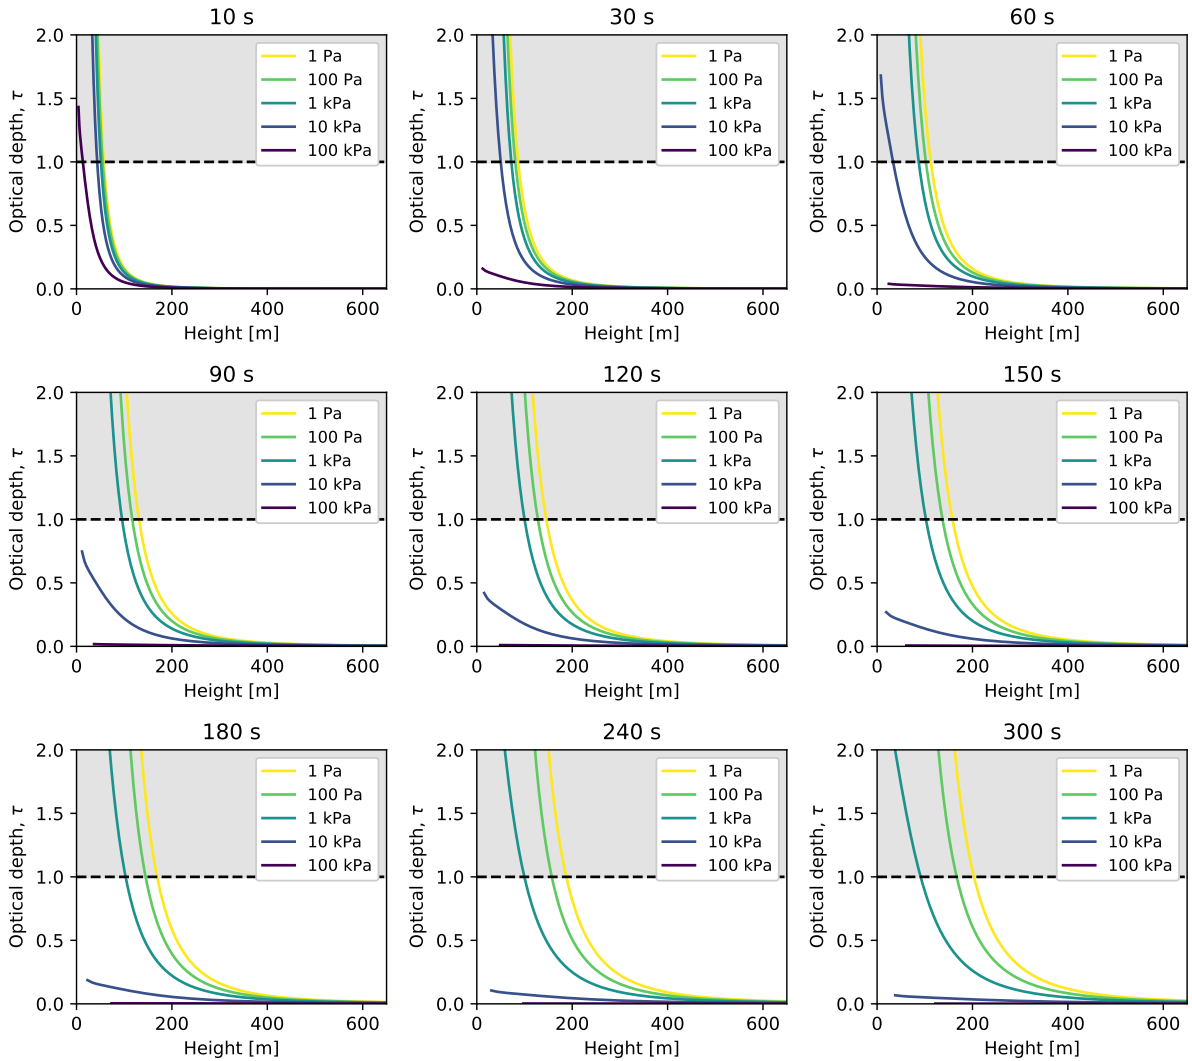 10 s
2.0
1.5
1.0
0.5
0.0
Optical depth, τ
1 Pa
100 Pa
1 kPa
10 kPa
100 kPa
0 200 400 600
Height [m]
30 s
2.0
1.5
1.0
0.5
0.0
Optical depth, τ
1 Pa
100 Pa
1 kPa
10 kPa
100 kPa
0 200 400 600
Height [m]
60 s
2.0
1.5
1.0
0.5
0.0
Optical depth, τ
1 Pa
100 Pa
1 kPa
10 kPa
100 kPa
0 200 400 600
Height [m]
90 s
2.0
1.5
1.0
0.5
0.0
Optical depth, τ
1 Pa
100 Pa
1 kPa
10 kPa
100 kPa
0 200 400 600
Height [m]
120 s
2.0
1.5
1.0
0.5
0.0
Optical depth, τ
1 Pa
100 Pa
1 kPa
10 kPa
100 kPa
0 200 400 600
Height [m]
150 s
2.0
1.5
1.0
0.5
0.0
Optical depth, τ
1 Pa
100 Pa
1 kPa
10 kPa
100 kPa
0 200 400 600
Height [m]
180 s
2.0
1.5
1.0
0.5
0.0
Optical depth, τ
1 Pa
100 Pa
1 kPa
10 kPa
100 kPa
0 200 400 600
Height [m]
240 s
2.0
1.5
1.0
0.5
0.0
Optical depth, τ
1 Pa
100 Pa
1 kPa
10 kPa
100 kPa
0 200 400 600
Height [m]
300 s
2.0
1.5
1.0
0.5
0.0
Optical depth, τ
1 Pa
100 Pa
1 kPa
10 kPa
100 kPa
0 200 400 600
Height [m]